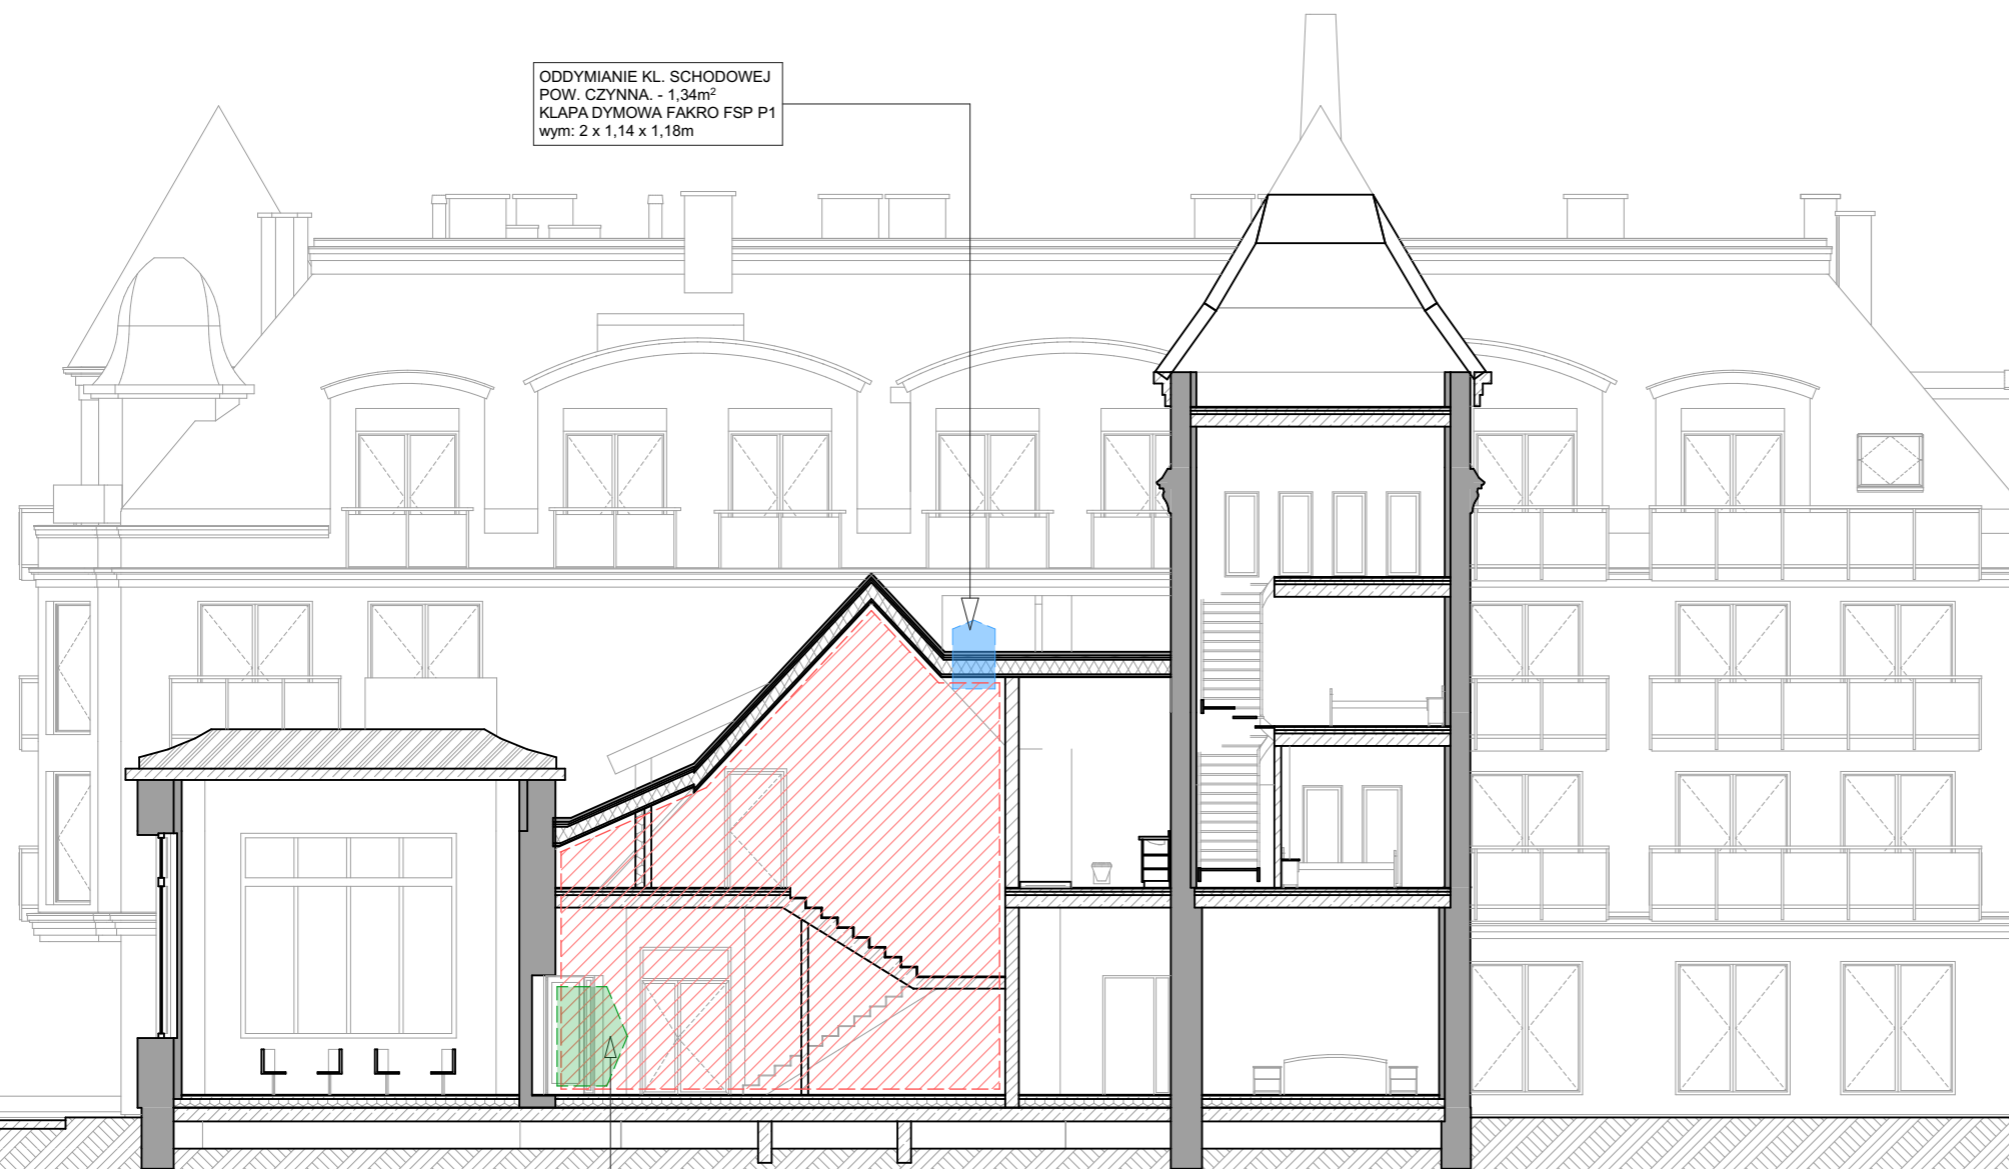 ODDYMIANIE KL. SCHODOWEJ
POW. CZYNNA. - 1,34m²
KLAPA DYMOWA FAKRO FSP P1
wym: 2 x 1,14 x 1,18m